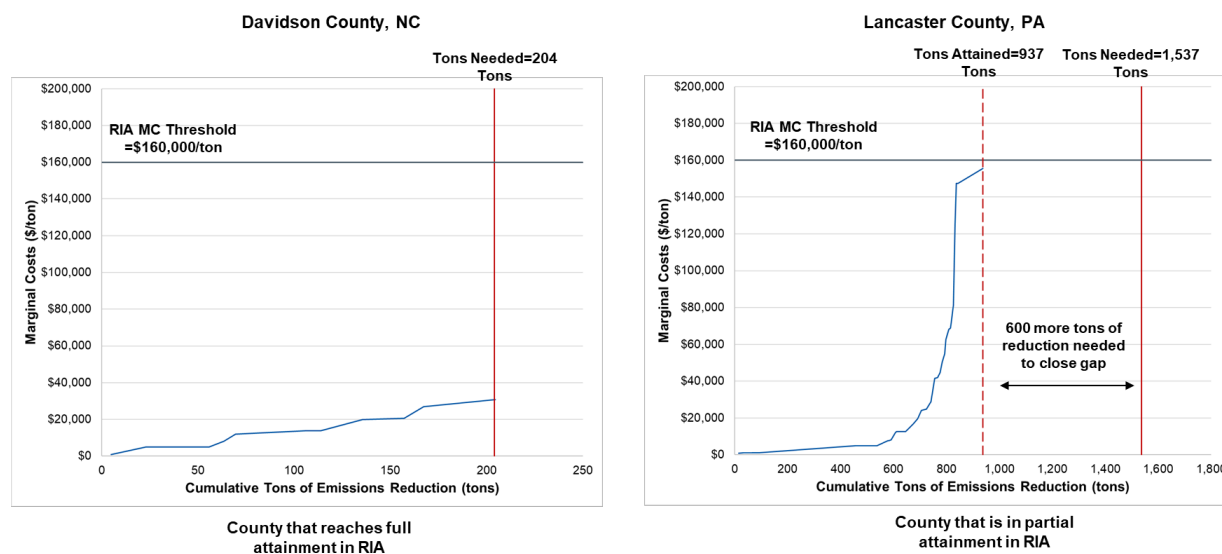 Davidson County, NC
Tons Needed=204
Tons
$200,000
$180,000
$160,000
$140,000
$120,000
$100,000
$80,000
$60,000
$40,000
$20,000
$0
Marginal Costs ($/ton)
RIA MC Threshold
=$160,000/ton
0 50 100 150 200 250
Cumulative Tons of Emissions Reduction (tons)
County that reaches full
attainment in RIA
Lancaster County, PA
Tons Attained=937
Tons
Tons Needed=1,537
Tons
$200,000
$180,000
$160,000
$140,000
$120,000
$100,000
$80,000
$60,000
$40,000
$20,000
$0
Marginal Costs ($/ton)
RIA MC Threshold
=$160,000/ton
600 more tons of
reduction needed
to close gap
0 200 400 600 800 1,000 1,200 1,400 1,600 1,800
Cumulative Tons of Emissions Reduction (tons)
County that is in partial
attainment in RIA